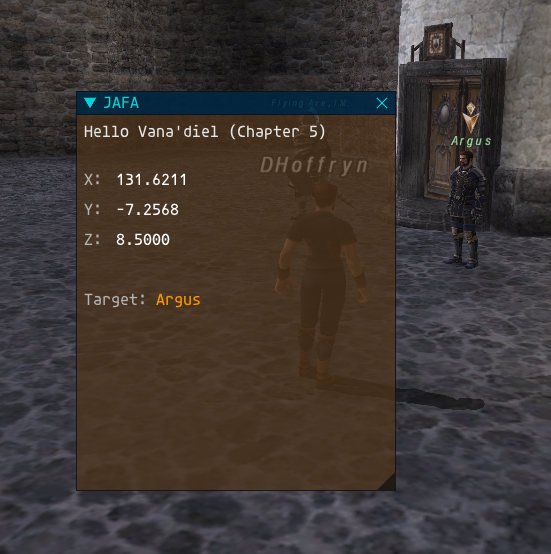 JAFA
Hello Vana'diel (Chapter 5)
DHoffryn
Argus
X: 131.6211
Y: -7.2568
Z: 8.5000
Target: Argus